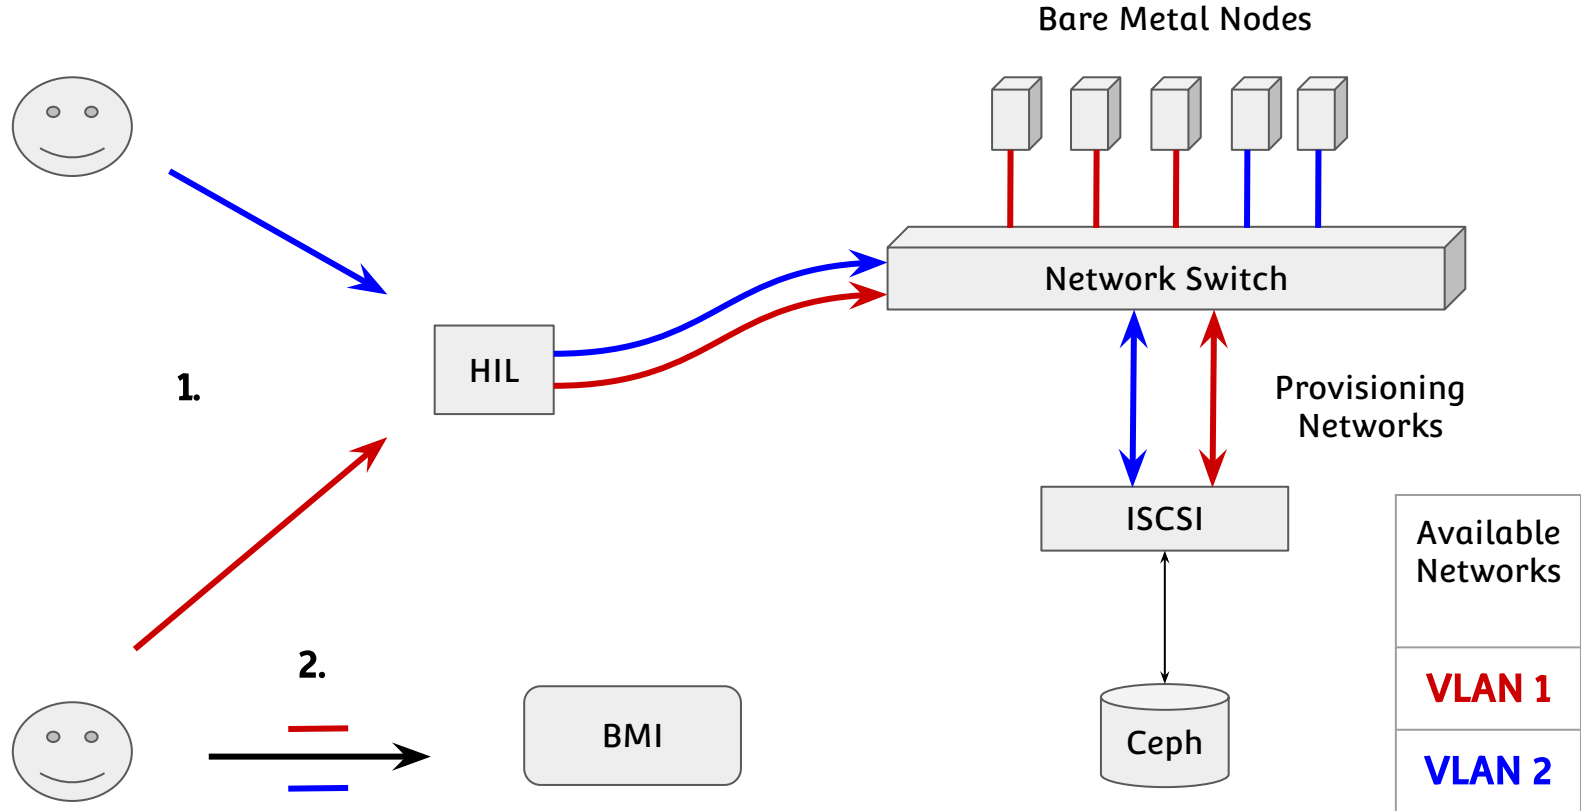 Bare Metal Nodes
Network Switch
HIL
1.
Provisioning
Networks
ISCSI
Available
Networks
2.
VLAN 1
BMI
Ceph
VLAN 2